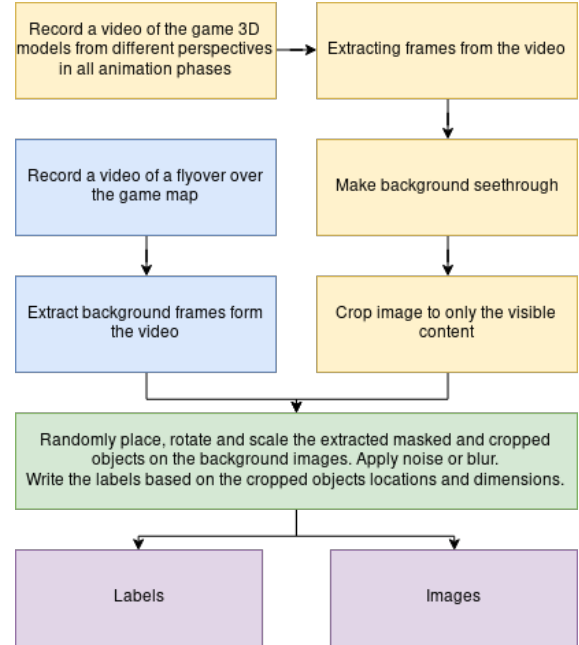 Record a video of the game 3D
models from different perspectives
in all animation phases
Extracting frames from the video
Record a video of a flyover over
the game map
Make background seethrough
Extract background frames form
the video
Crop image to only the visible
content
Randomly place, rotate and scale the extracted masked and cropped
objects on the background images. Apply noise or blur.
Write the labels based on the cropped objects locations and dimensions.
Labels
Images